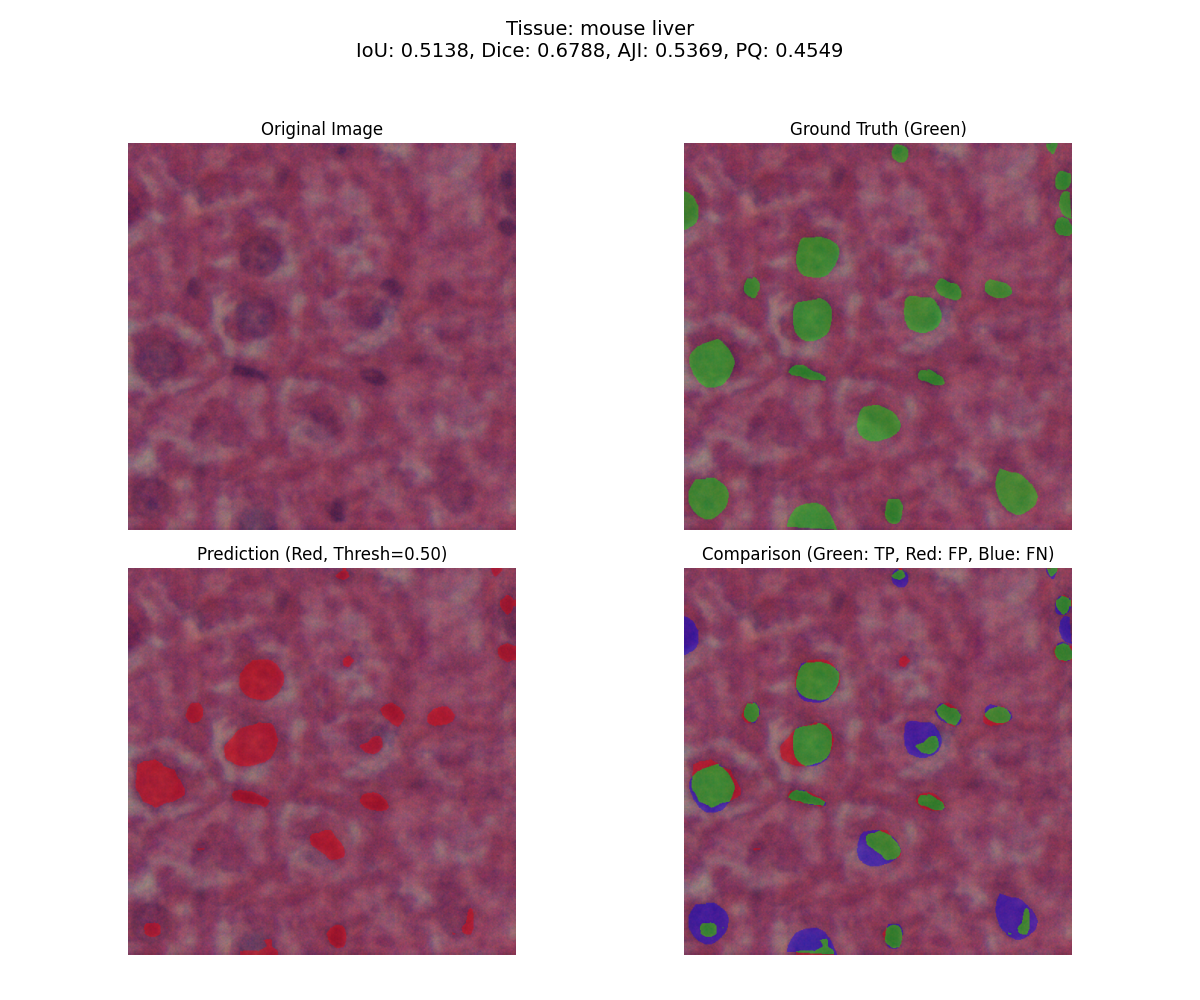 Tissue: mouse liver
IoU: 0.5138, Dice: 0.6788, AJI: 0.5369, PQ: 0.4549
Original Image
Ground Truth (Green)
Prediction (Red, Thresh=0.50)
Comparison (Green: TP, Red: FP, Blue: FN)